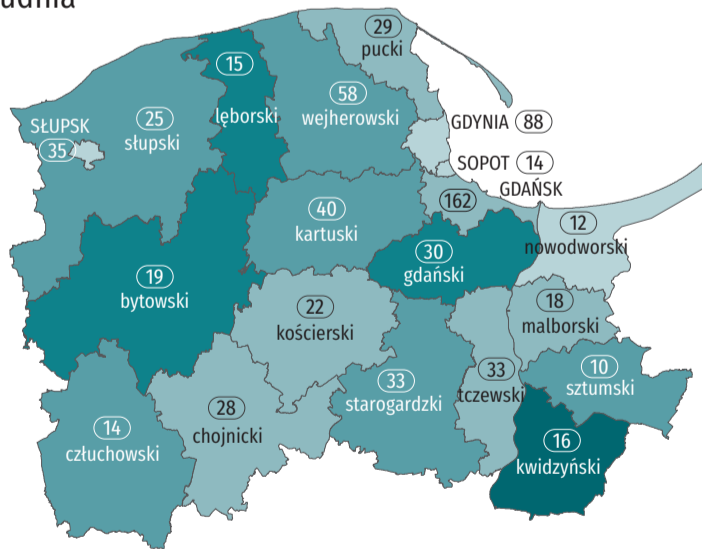 udnia
29
pucki
15
lęborski
58
wejherowski
GDYNIA 88
SŁUPSK
35
25
słupski
SOPOT 14
GDAŃSK
162
40
kartuski
12
nowodworski
30
gdański
19
bytowski
22
kościerski
18
malborski
33
starogardzki
33
tczewski
10
sztumski
28
chojnicki
14
człuchowski
16
kwidzyński